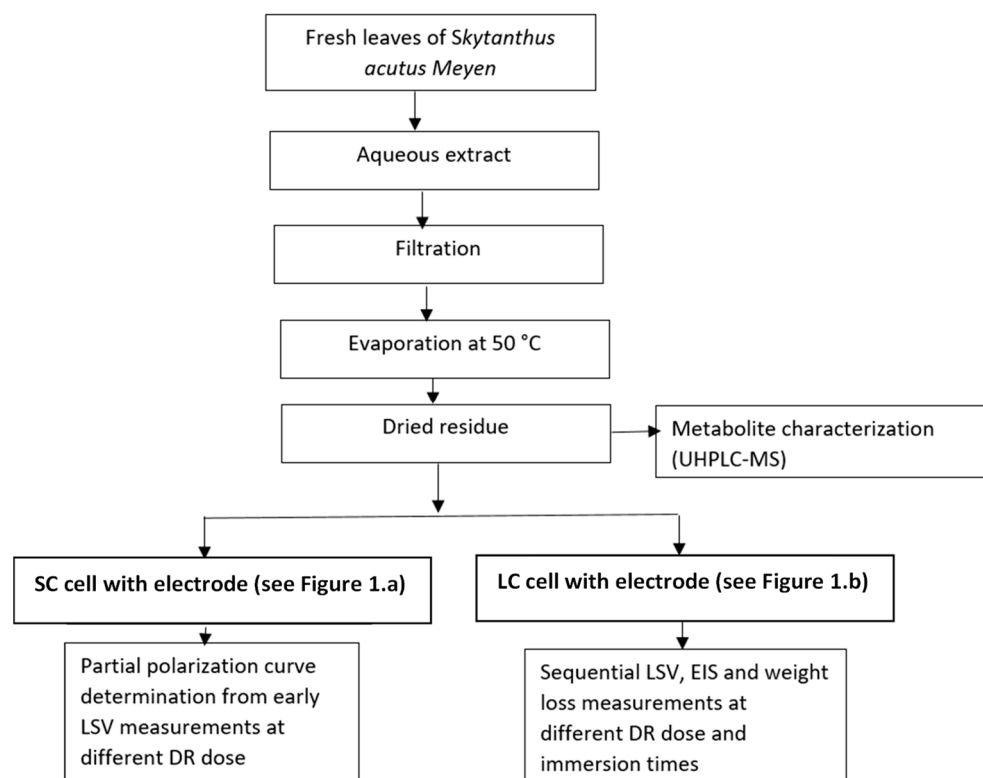 Fresh leaves of Skytanthus
acutus Meyen
Aqueous extract
Filtration
Evaporation at 50 °C
Dried residue
Metabolite characterization
(UHPLC-MS)
SC cell with electrode (see Figure 1.a)
LC cell with electrode (see Figure 1.b)
Partial polarization curve
determination from early
LSV measurements at
different DR dose
Sequential LSV, EIS and weight
loss measurements at
different DR dose and
immersion times